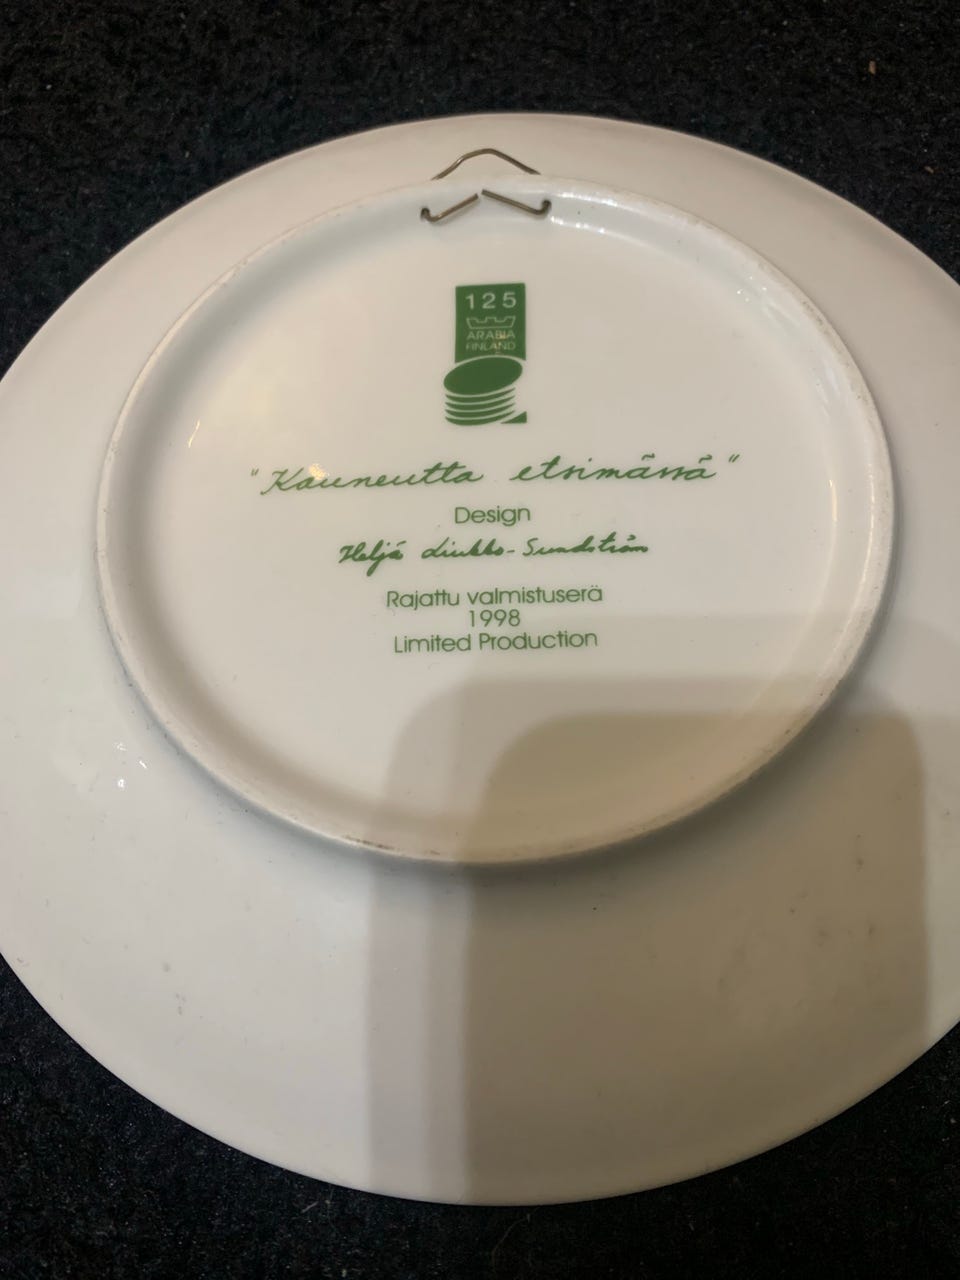 125
ARABIA
FINLAND
"Kauneutta etsimässä"
Design
Heljä Liukko-Sundström
Rajattu valmistuserä
1998
Limited Production